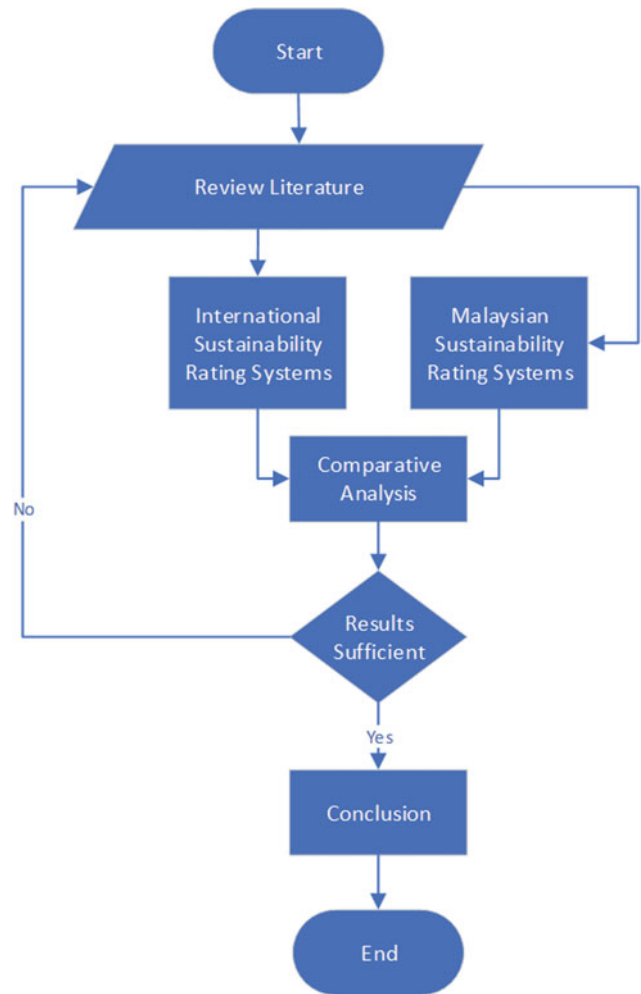 Start
Review Literature
International
Sustainability
Rating Systems
Malaysian
Sustainability
Rating Systems
Comparative
Analysis
No
Results
Sufficient
Yes
Conclusion
End